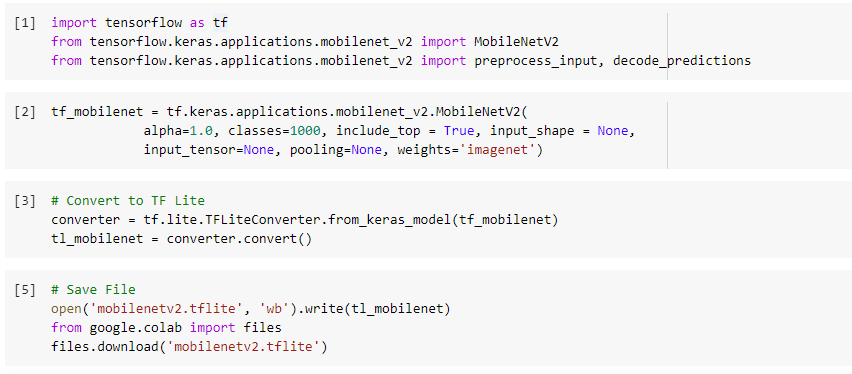 [1] import tensorflow as tf
from tensorflow.keras.applications.mobilenet_v2 import MobileNetV2
from tensorflow.keras.applications.mobilenet_v2 import preprocess_input, decode_predictions
[2] tf_mobilenet = tf.keras.applications.mobilenet_v2.MobileNetV2(
alpha=1.0, classes=1000, include_top = True, input_shape = None,
input_tensor=None, pooling=None, weights='imagenet')
[3] # Convert to TF Lite
converter = tf.lite.TFLiteConverter.from_keras_model(tf_mobilenet)
tl_mobilenet = converter.convert()
[5] # Save File
open('mobilenetv2.tflite', 'wb').write(tl_mobilenet)
from google.colab import files
files.download('mobilenetv2.tflite')